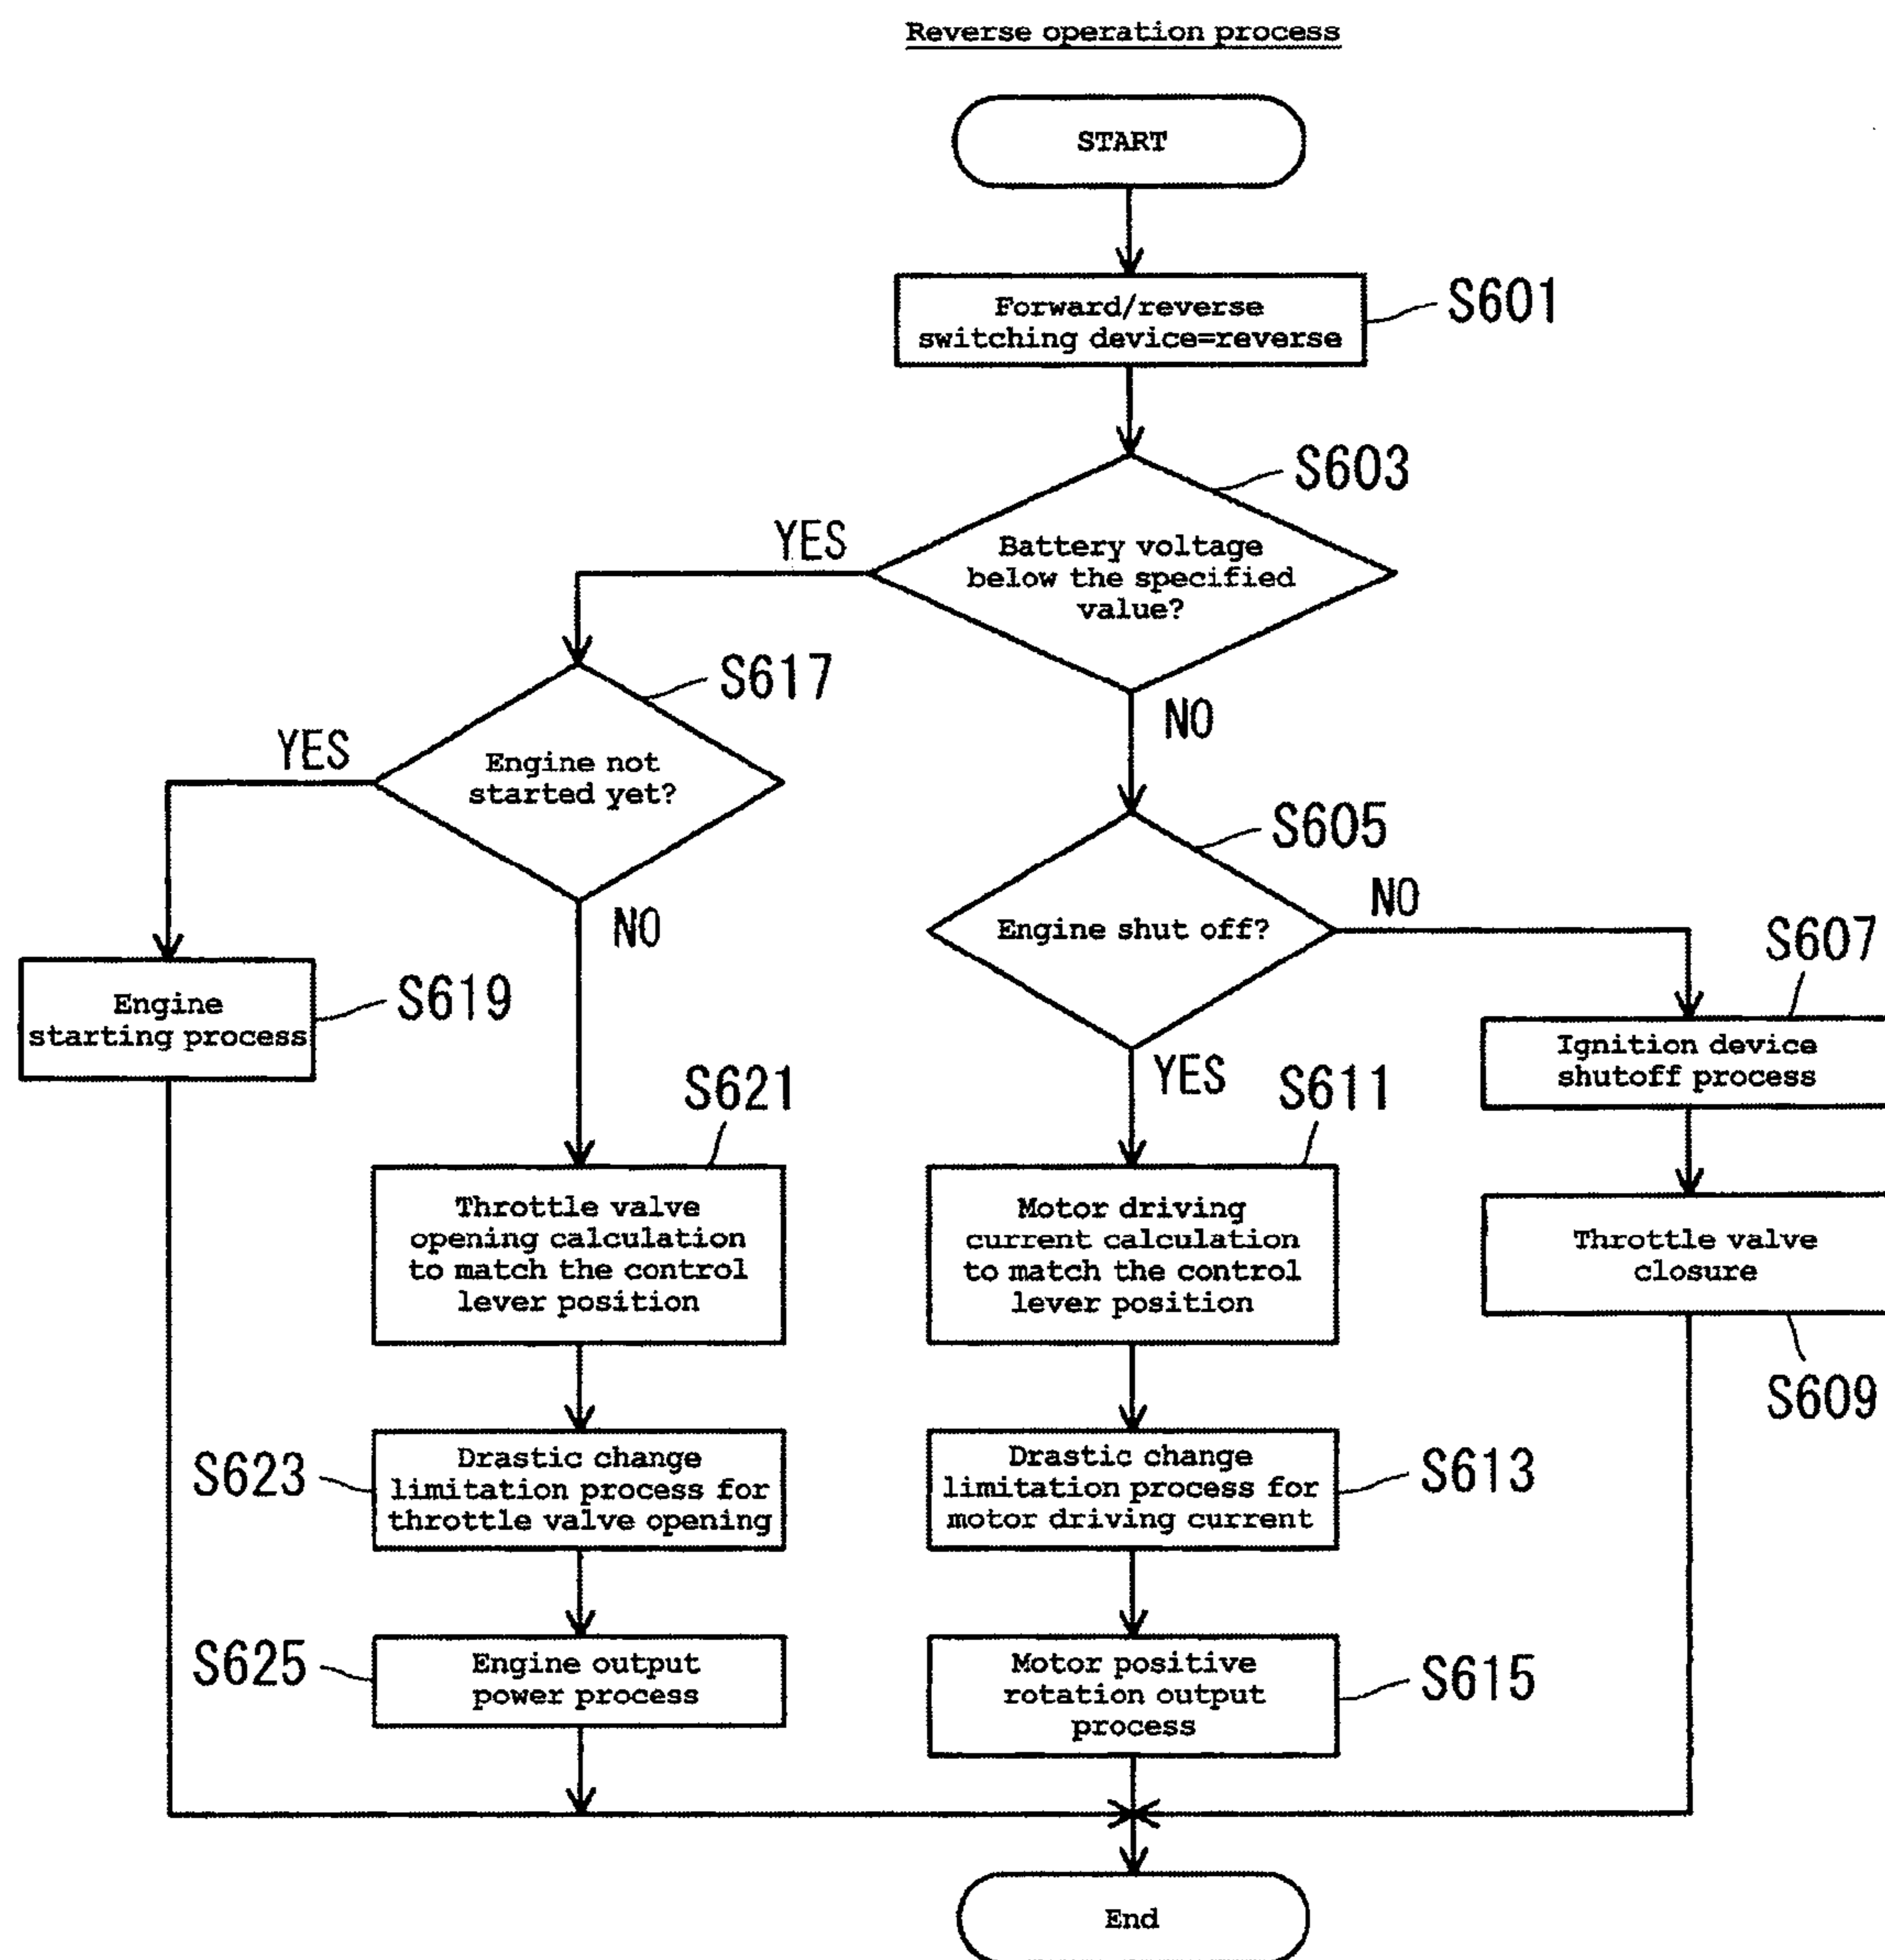 Reverse operation process
START
Forward/reverse
switching device=reverse
S601
S603
YES
Battery voltage
below the specified
value?
NO
S617
YES
Engine not
started yet?
NO
S605
Engine shut off?
NO
YES
S607
Ignition device
shutoff process
Engine
starting process
S619
S621
Throttle valve
opening calculation
to match the control
lever position
S611
Motor driving
current calculation
to match the control
lever position
Throttle valve
closure
S609
S623
Drastic change
limitation process for
throttle valve opening
Drastic change
limitation process for
motor driving current
S613
S625
Engine output
power process
Motor positive
rotation output
process
S615
End